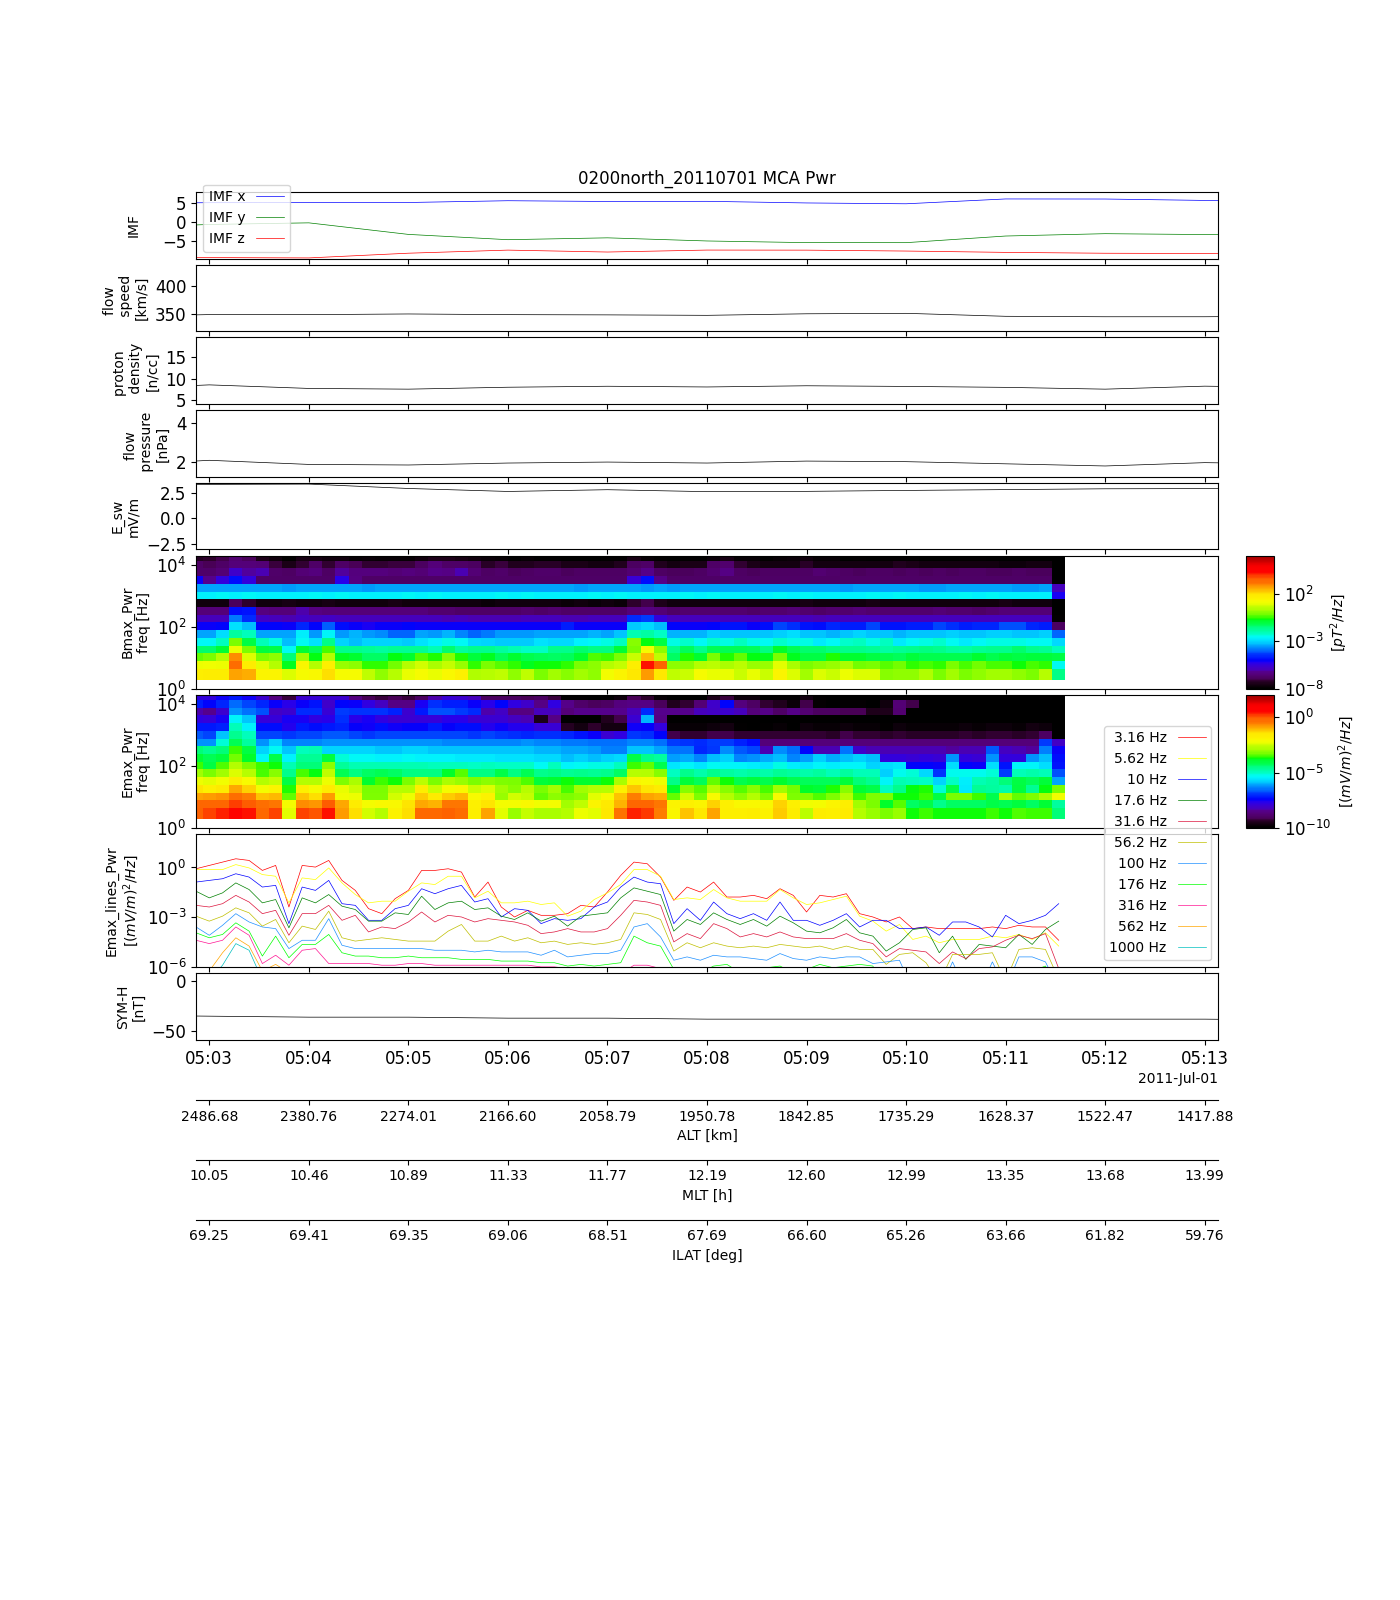 0200north_20110701 MCA Pwr
IMF
5
0
−5
IMF x
IMF y
IMF z
flow
speed
[km/s]
400
350
proton
density
[n/cc]
15
10
5
flow
pressure
[nPa]
4
2
E_sw
mV/m
2.5
0.0
−2.5
Bmax_Pwr
freq [Hz]
10^4
10^2
10^0
10^2
10^−3
10^−8
[pT^2/Hz]
Emax_Pwr
freq [Hz]
10^4
10^2
10^0
10^0
10^−5
10^−10
[(mV/m)^2/Hz]
3.16 Hz
5.62 Hz
10 Hz
17.6 Hz
31.6 Hz
56.2 Hz
100 Hz
176 Hz
316 Hz
562 Hz
1000 Hz
Emax_lines_Pwr
[(mV/m)^2/Hz]
10^0
10^−3
10^−6
SYM-H
[nT]
0
−50
05:03 05:04 05:05 05:06 05:07 05:08 05:09 05:10 05:11 05:12 05:13
2011-Jul-01
2486.68 2380.76 2274.01 2166.60 2058.79 1950.78 1842.85 1735.29 1628.37 1522.47 1417.88
ALT [km]
10.05 10.46 10.89 11.33 11.77 12.19 12.60 12.99 13.35 13.68 13.99
MLT [h]
69.25 69.41 69.35 69.06 68.51 67.69 66.60 65.26 63.66 61.82 59.76
ILAT [deg]